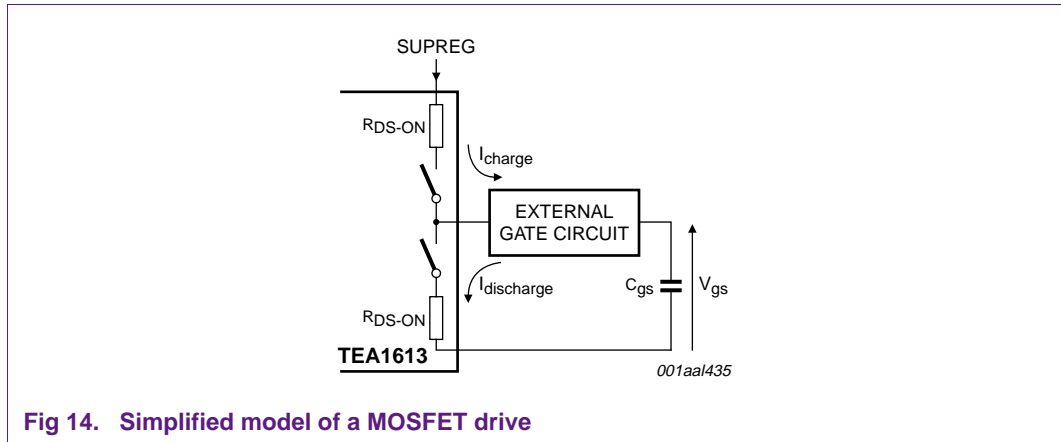 SUPREG
RDS-ON
Icharge
EXTERNAL
GATE CIRCUIT
Idischarge
Cgs
Vgs
RDS-ON
TEA1613
001aal435
Fig 14. Simplified model of a MOSFET drive